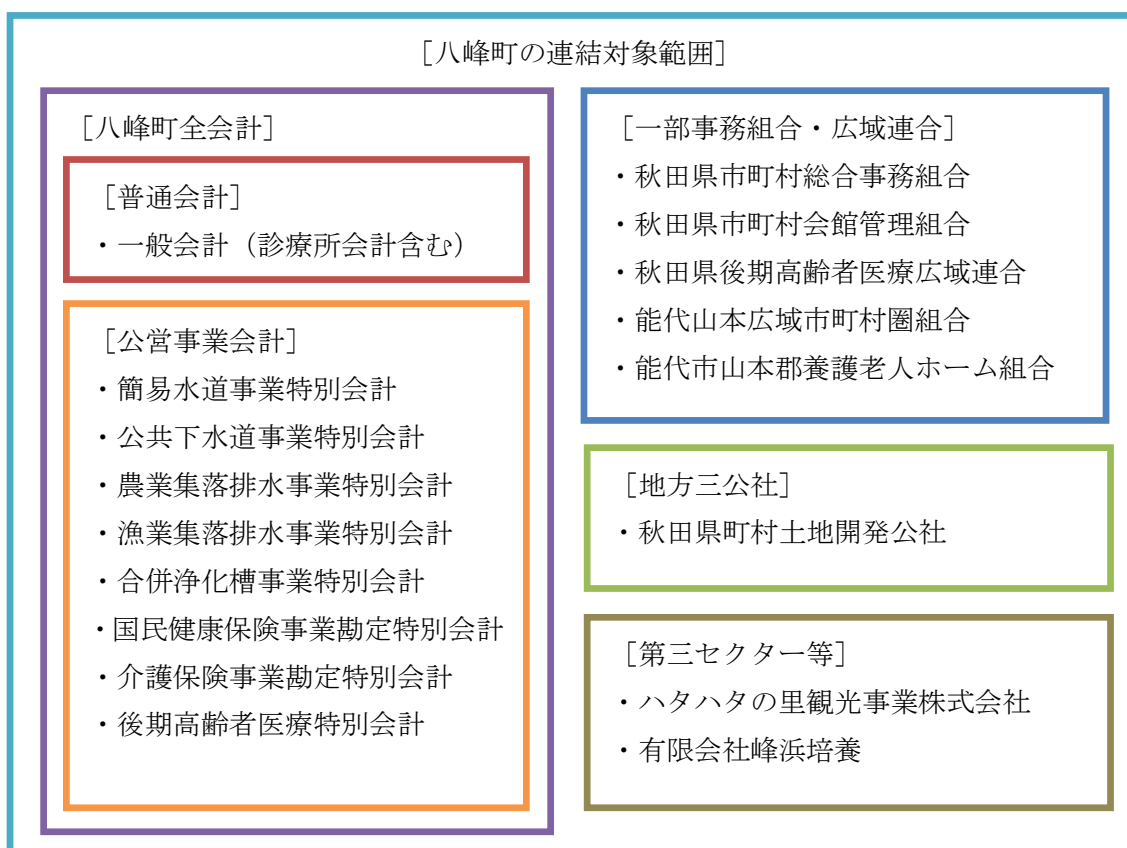 ［八峰町の連結対象範囲］
［八峰町全会計］
［普通会計］
・一般会計（診療所会計含む）
［公営事業会計］
・簡易水道事業特別会計
・公共下水道事業特別会計
・農業集落排水事業特別会計
・漁業集落排水事業特別会計
・合併浄化槽事業特別会計
・国民健康保険事業勘定特別会計
・介護保険事業勘定特別会計
・後期高齢者医療特別会計
［一部事務組合・広域連合］
・秋田県市町村総合事務組合
・秋田県市町村会館管理組合
・秋田県後期高齢者医療広域連合
・能代山本広域市町村圏組合
・能代市山本郡養護老人ホーム組合
［地方三公社］
・秋田県町村土地開発公社
［第三セクター等］
・ハタハタの里観光事業株式会社
・有限会社峰浜培養